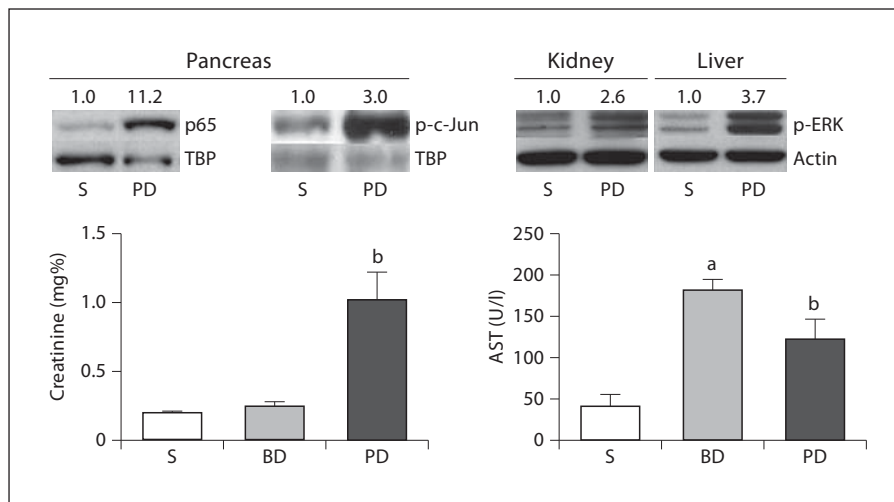 Pancreas
Kidney
Liver
1.0 11.2
1.0 3.0
1.0 2.6
1.0 3.7
p65
p-c-Jun
p-ERK
TBP
TBP
Actin
S PD
S PD
S PD
S PD
Creatinine (mg%)
1.5
1.0
0.5
0
b
S BD PD
AST (U/l)
250
200
150
100
50
0
a
b
S BD PD